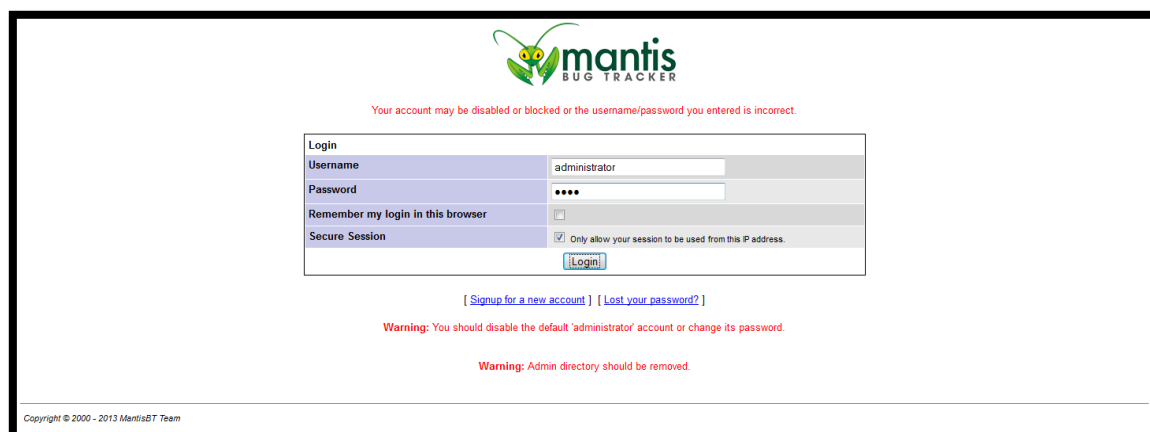 mantis
BUG TRACKER
Your account may be disabled or blocked or the username/password you entered is incorrect.
Login
Username administrator
Password ••••
Remember my login in this browser
Secure Session Only allow your session to be used from this IP address.
Login
[ Signup for a new account ] [ Lost your password? ]
Warning: You should disable the default 'administrator' account or change its password.
Warning: Admin directory should be removed.
Copyright © 2000 - 2013 MantisBT Team